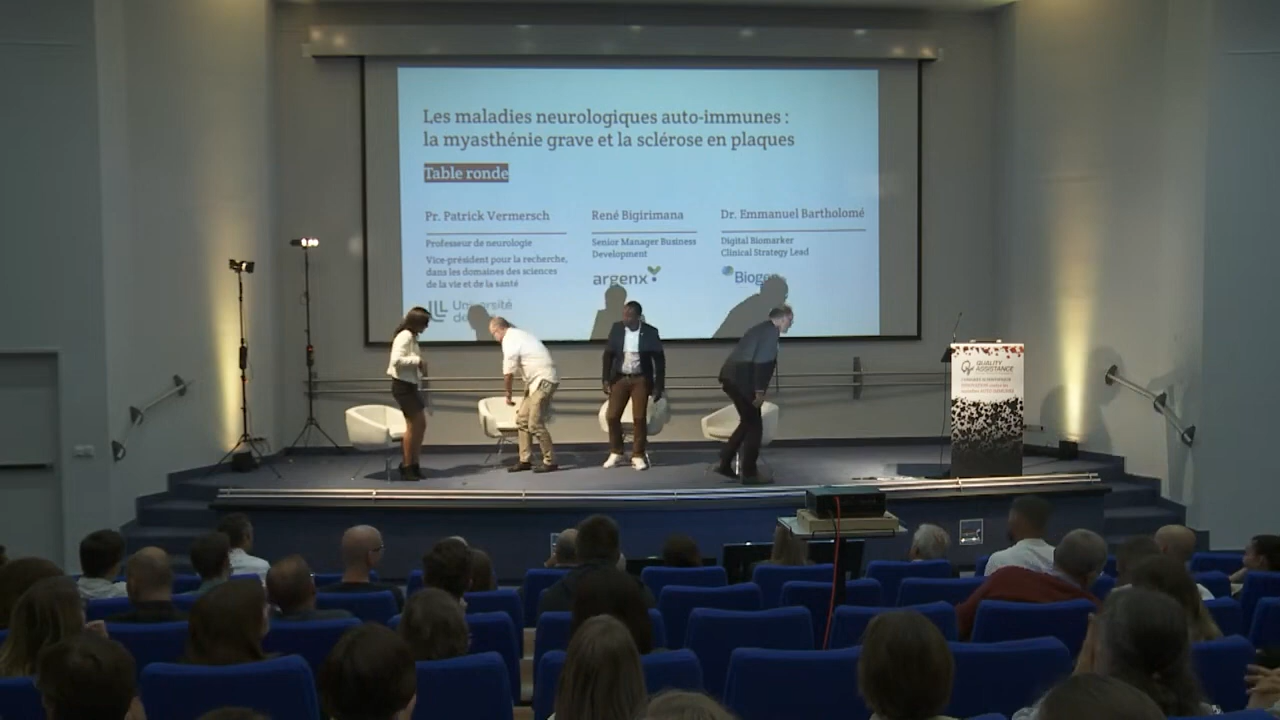 Les maladies neurologiques auto-immunes :
la myasthénie grave et la sclérose en plaques
Table ronde
Pr. Patrick Vermersch
Professeur de neurologie
Vice-président pour la recherche,
dans les domaines des sciences
de la vie et de la santé
Université
de
René Bigirimana
Senior Manager Business
Development
argenx
Dr. Emmanuel Bartholomé
Digital Biomarker
Clinical Strategy Lead
Biogen
QUALITY
ASSISTANCE